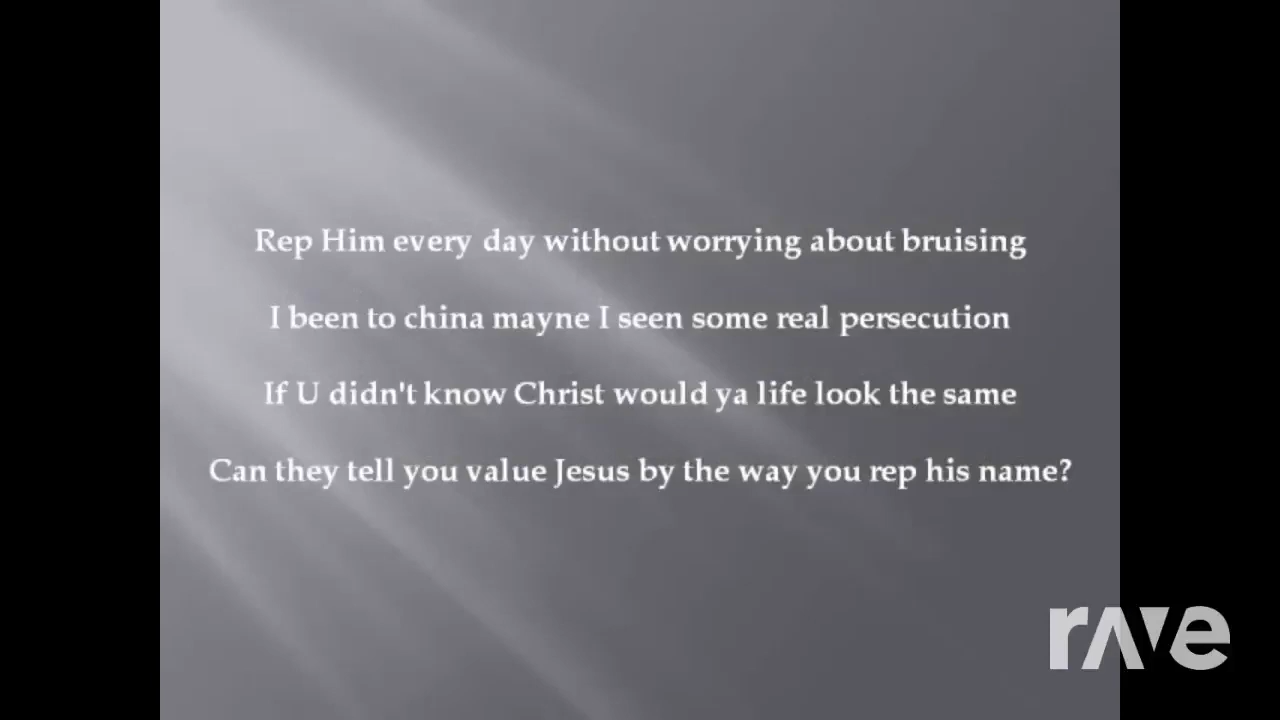 Rep Him every day without worrying about bruising
I been to china mayne I seen some real persecution
If U didn't know Christ would ya life look the same
Can they tell you value Jesus by the way you rep his name?
rave